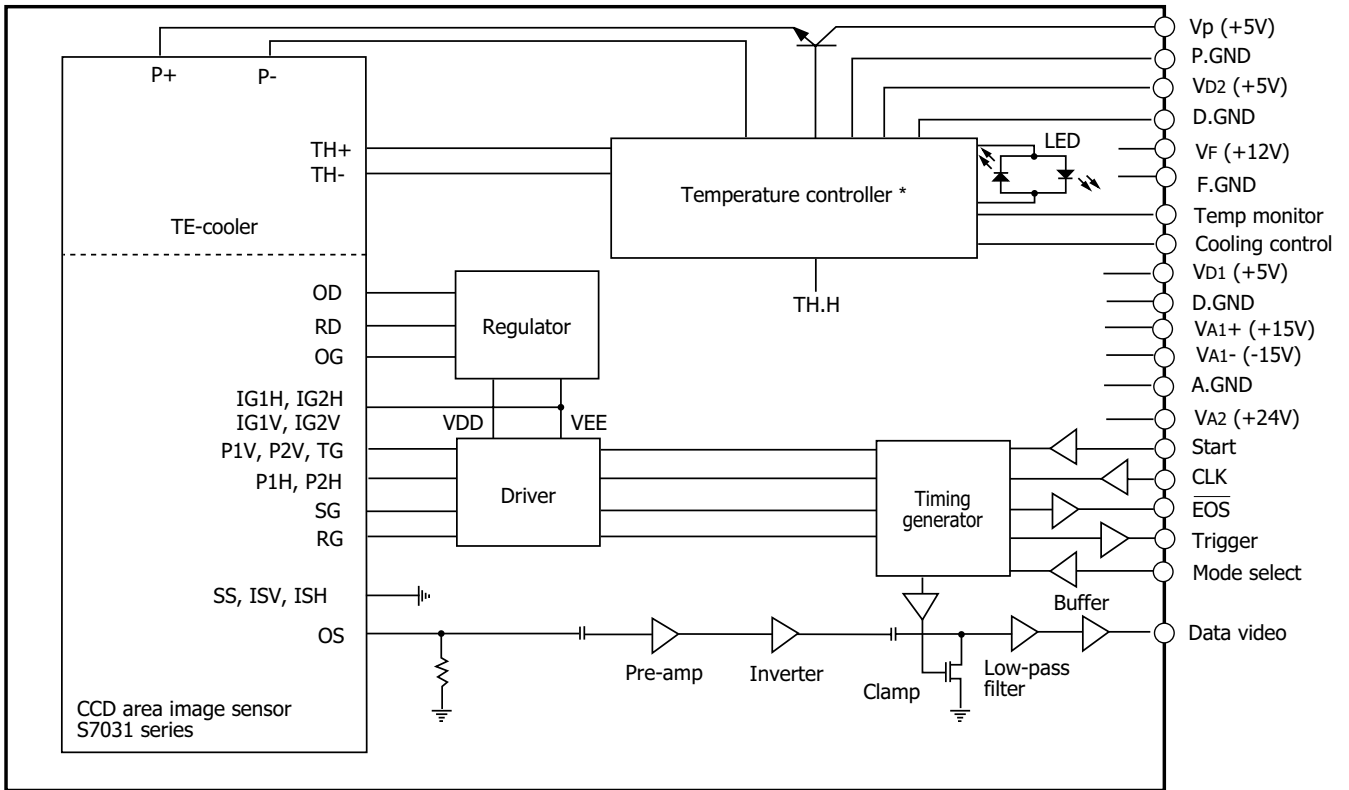 Vp (+5V)
P.GND
VD2 (+5V)
D.GND
VF (+12V)
F.GND
Temp monitor
Cooling control
VD1 (+5V)
D.GND
VA1+ (+15V)
VA1- (-15V)
A.GND
VA2 (+24V)
Start
CLK
EOS
Trigger
Mode select
Data video
P+
P-
TH+
TH-
TE-cooler
Temperature controller *
LED
TH.H
OD
RD
OG
Regulator
IG1H, IG2H
IG1V, IG2V
VDD
VEE
P1V, P2V, TG
P1H, P2H
SG
RG
Driver
Timing
generator
SS, ISV, ISH
OS
Buffer
Pre-amp
Inverter
Clamp
Low-pass
filter
CCD area image sensor
S7031 series